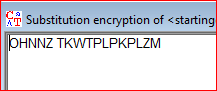 Substitution encryption of <starting
OHNNZ TKWTPLPKPLZM